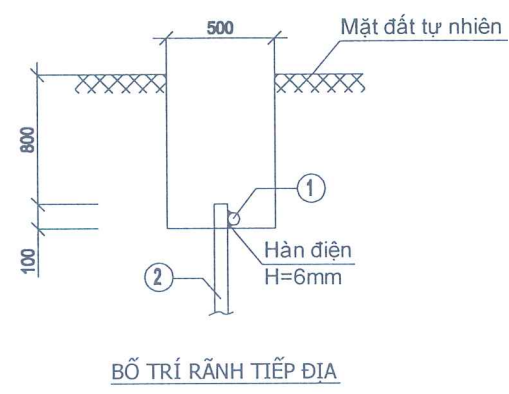 500
Mặt đất tự nhiên
800
1
Hàn điện
H=6mm
100
2
BỐ TRÍ RÃNH TIẾP ĐỊA